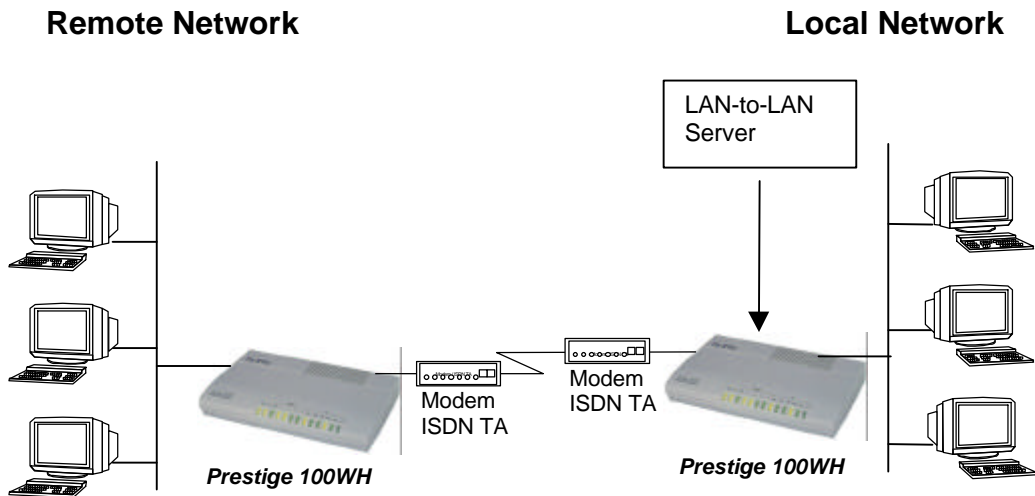 Remote Network
Local Network
LAN-to-LAN
Server
Modem
ISDN TA
Modem
ISDN TA
Prestige 100WH
Prestige 100WH